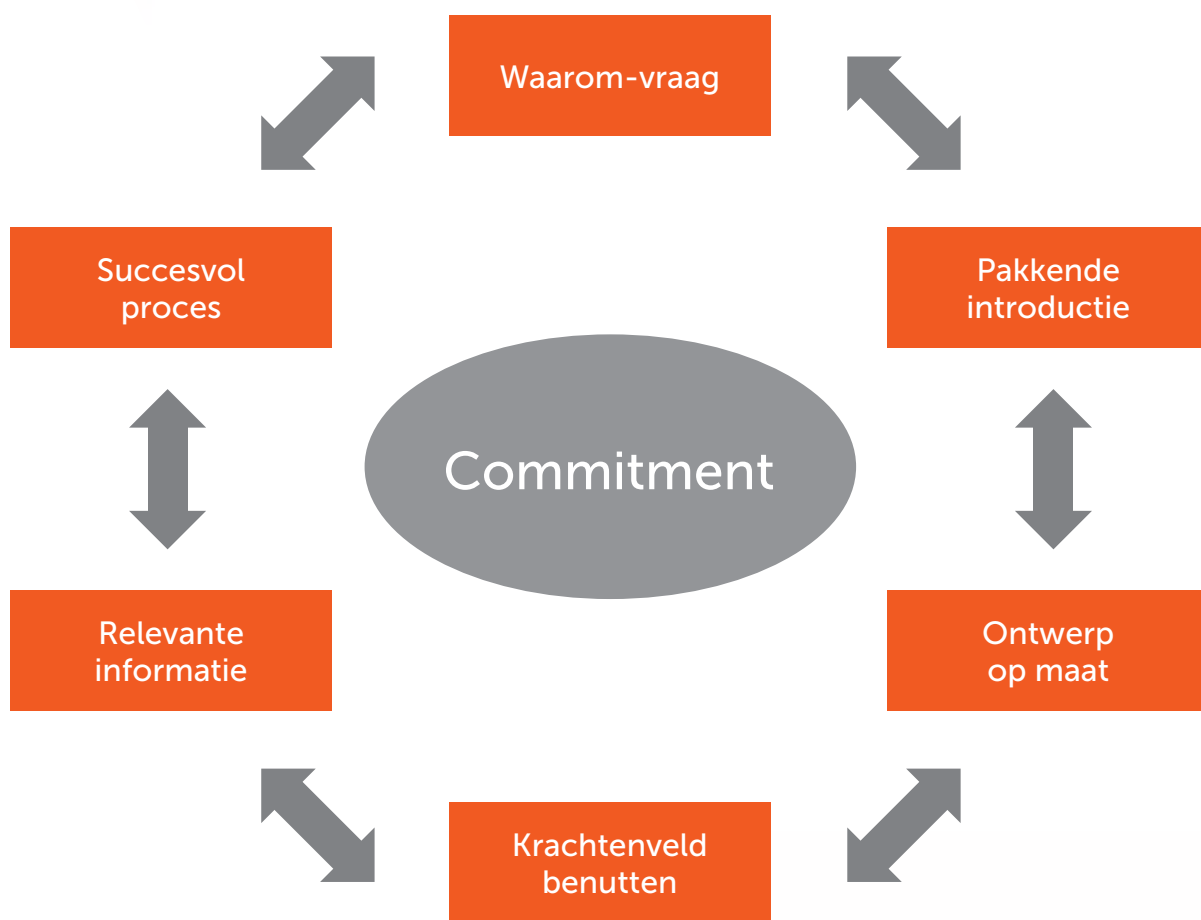 Waarom-vraag
Succesvol
proces
Pakkende
introductie
Commitment
Relevante
informatie
Ontwerp
op maat
Krachtenveld
benutten